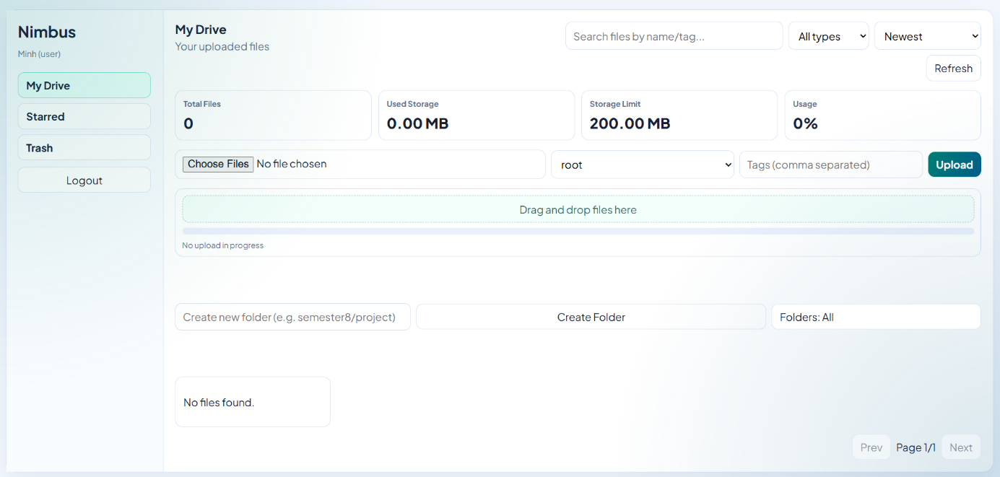 Nimbus
Minh (user)
My Drive
Starred
Trash
Logout
My Drive
Your uploaded files
Search files by name/tag...
All types
Newest
Refresh
Total Files
0
Used Storage
0.00 MB
Storage Limit
200.00 MB
Usage
0%
Choose Files No file chosen
root
Tags (comma separated)
Upload
Drag and drop files here
No upload in progress
Create new folder (e.g. semester8/project)
Create Folder
Folders: All
No files found.
Prev
Page 1/1
Next